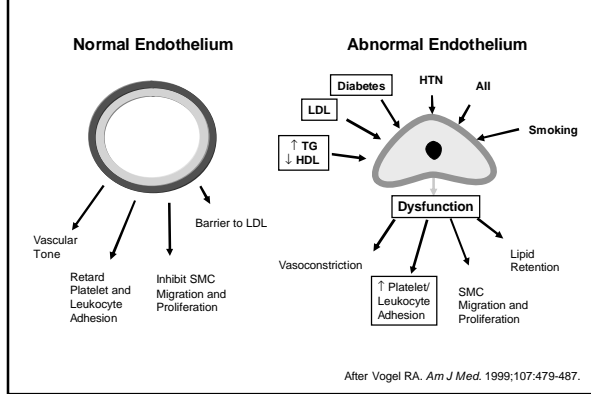 Normal Endothelium
Vascular
Tone
Retard
Platelet and
Leukocyte
Adhesion
Inhibit SMC
Migration and
Proliferation
Barrier to LDL
Abnormal Endothelium
Diabetes
HTN
AII
LDL
Smoking
↑ TG
↓ HDL
Dysfunction
Vasoconstriction
↑ Platelet/
Leukocyte
Adhesion
SMC
Migration and
Proliferation
Lipid
Retention
After Vogel RA. Am J Med. 1999;107:479-487.